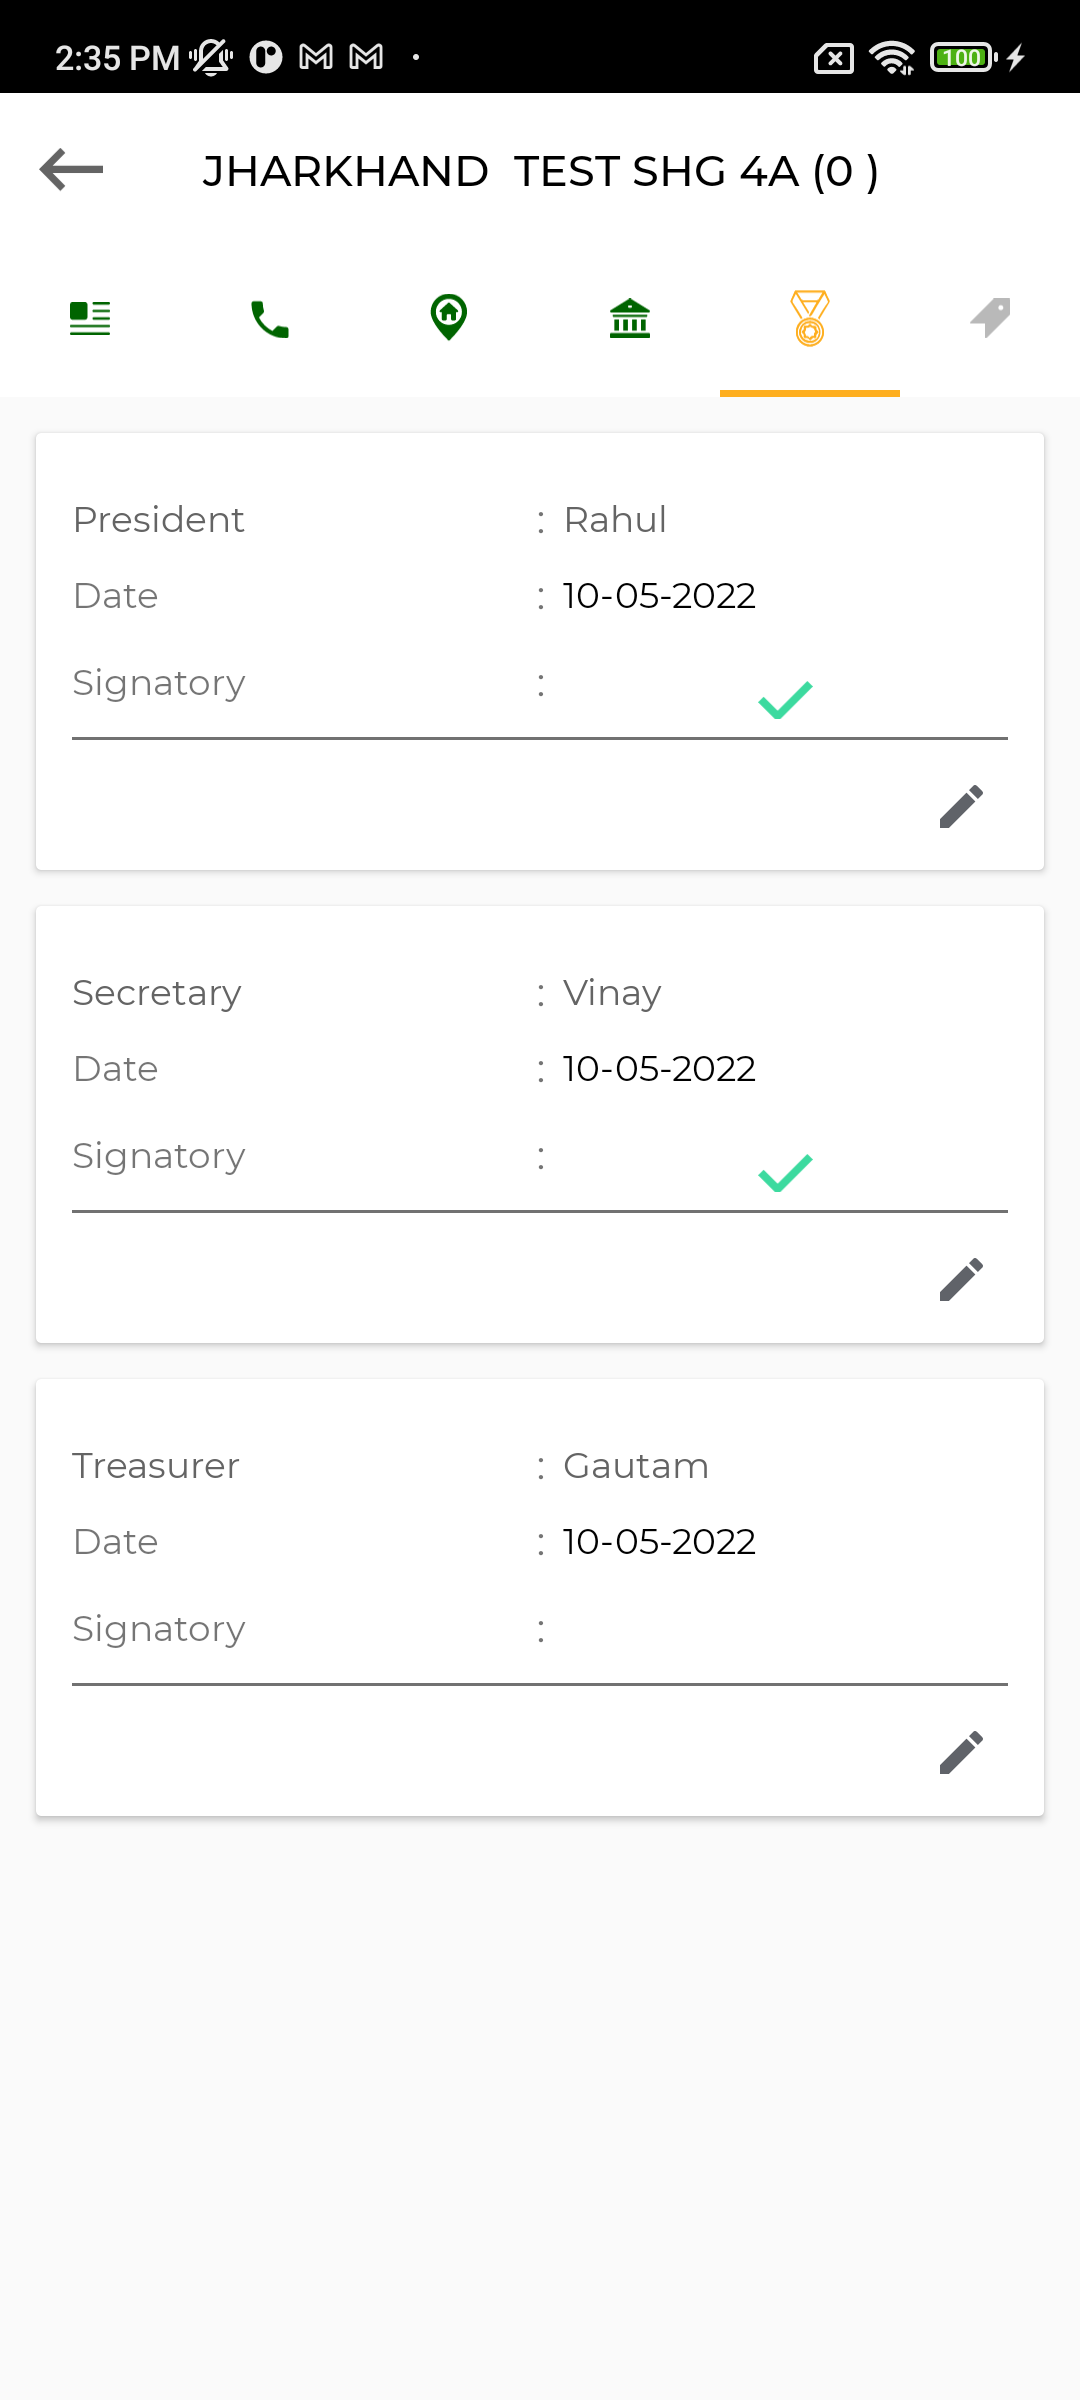 2:35 PM
100
JHARKHAND  TEST SHG 4A (0 )
President : Rahul
Date : 10-05-2022
Signatory :
Secretary : Vinay
Date : 10-05-2022
Signatory :
Treasurer : Gautam
Date : 10-05-2022
Signatory :